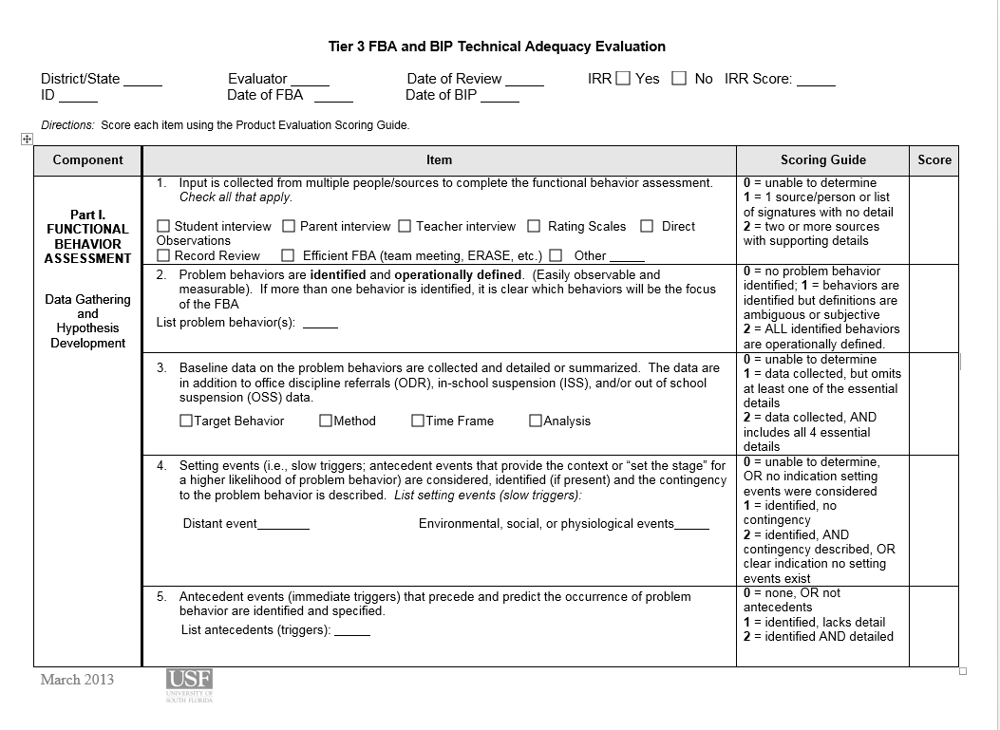 Tier 3 FBA and BIP Technical Adequacy Evaluation
District/State _____ Evaluator _____ Date of Review _____ IRR ☐ Yes ☐ No IRR Score: _____
ID _____ Date of FBA _____ Date of BIP _____
Directions: Score each item using the Product Evaluation Scoring Guide.
Component Item Scoring Guide Score
Part I.
FUNCTIONAL
BEHAVIOR
ASSESSMENT
Data Gathering
and
Hypothesis
Development
1. Input is collected from multiple people/sources to complete the functional behavior assessment.
Check all that apply.
☐ Student interview ☐ Parent interview ☐ Teacher interview ☐ Rating Scales ☐ Direct
Observations
☐ Record Review ☐ Efficient FBA (team meeting, ERASE, etc.) ☐ Other _____
0 = unable to determine
1 = 1 source/person or list
of signatures with no detail
2 = two or more sources
with supporting details
2. Problem behaviors are identified and operationally defined. (Easily observable and
measurable). If more than one behavior is identified, it is clear which behaviors will be the focus
of the FBA
List problem behavior(s): _____
0 = no problem behavior
identified; 1 = behaviors are
identified but definitions are
ambiguous or subjective
2 = ALL identified behaviors
are operationally defined.
3. Baseline data on the problem behaviors are collected and detailed or summarized. The data are
in addition to office discipline referrals (ODR), in-school suspension (ISS), and/or out of school
suspension (OSS) data.
☐ Target Behavior ☐ Method ☐ Time Frame ☐ Analysis
0 = unable to determine
1 = data collected, but omits
at least one of the essential
details
2 = data collected, AND
includes all 4 essential
details
4. Setting events (i.e., slow triggers; antecedent events that provide the context or “set the stage” for
a higher likelihood of problem behavior) are considered, identified (if present) and the contingency
to the problem behavior is described. List setting events (slow triggers):
Distant event_______ Environmental, social, or physiological events_____
0 = unable to determine,
OR no indication setting
events were considered
1 = identified, no
contingency
2 = identified, AND
contingency described, OR
clear indication no setting
events exist
5. Antecedent events (immediate triggers) that precede and predict the occurrence of problem
behavior are identified and specified.
List antecedents (triggers): _____
0 = none, OR not
antecedents
1 = identified, lacks detail
2 = identified AND detailed
March 2013
USF
UNIVERSITY OF
SOUTH FLORIDA